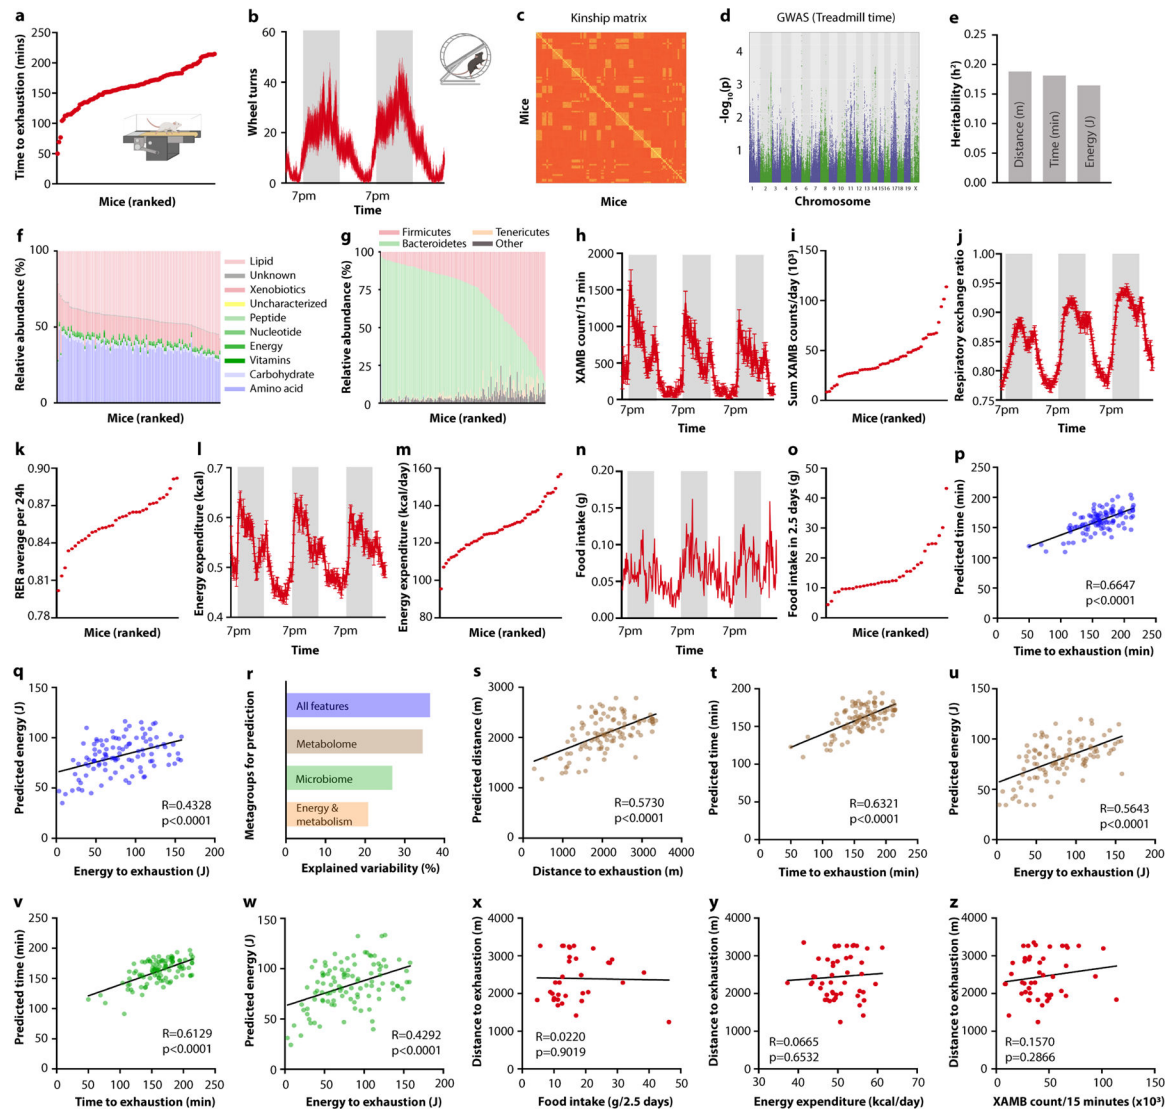 a
250
200
150
100
50
0
Time to exhaustion (mins)
Mice (ranked)
b
60
40
20
0
Wheel turns
7pm 7pm
Time
c
Kinship matrix
Mice
Mice
d
GWAS (Treadmill time)
4
3
2
1
-log10(p)
1 2 3 4 5 6 7 8 9 10 11 12 13 14 15 16 17 18 19 X
Chromosome
e
0.25
0.20
0.15
0.10
0.05
0.00
Heritability (h²)
Distance (m)
Time (min)
Energy (J)
f
100
50
0
Relative abundance (%)
Mice (ranked)
Lipid
Unknown
Xenobiotics
Uncharacterized
Peptide
Nucleotide
Energy
Vitamins
Carbohydrate
Amino acid
g
Firmicutes Tenericutes
Bacteroidetes Other
100
75
50
25
0
Relative abundance (%)
Mice (ranked)
h
2000
1500
1000
500
0
XAMB count/15 min
7pm 7pm 7pm
Time
i
150
100
50
0
Sum XAMB counts/day (10³)
Mice (ranked)
j
1.00
0.95
0.90
0.85
0.80
0.75
Respiratory exchange ratio
7pm 7pm 7pm
Time
k
0.90
0.87
0.84
0.81
0.78
RER average per 24h
Mice (ranked)
l
0.7
0.6
0.5
0.4
Energy expenditure (kcal)
7pm 7pm 7pm
Time
m
160
140
120
100
80
Energy expenditure (kcal/day)
Mice (ranked)
n
0.20
0.15
0.10
0.05
0.00
Food intake (g)
7pm 7pm 7pm
Time
o
50
40
30
20
10
0
Food intake in 2.5 days (g)
Mice (ranked)
p
250
200
150
100
50
0
Predicted time (min)
R=0.6647
p<0.0001
0 50 100 150 200 250
Time to exhaustion (min)
q
150
100
50
0
Predicted energy (J)
R=0.4328
p<0.0001
0 50 100 150 200
Energy to exhaustion (J)
r
Metagroups for prediction
All features
Metabolome
Microbiome
Energy &
metabolism
0 10 20 30 40
Explained variability (%)
s
3000
2000
1000
0
Predicted distance (m)
R=0.5730
p<0.0001
0 1000 2000 3000 4000
Distance to exhaustion (m)
t
200
150
100
50
0
Predicted time (min)
R=0.6321
p<0.0001
0 50 100 150 200 250
Time to exhaustion (min)
u
150
100
50
0
Predicted energy (J)
R=0.5643
p<0.0001
0 50 100 150 200
Energy to exhaustion (J)
v
250
200
150
100
50
0
Predicted time (min)
R=0.6129
p<0.0001
0 50 100 150 200 250
Time to exhaustion (min)
w
150
100
50
0
Predicted energy (J)
R=0.4292
p<0.0001
0 50 100 150 200
Energy to exhaustion (J)
x
4000
3000
2000
1000
0
Distance to exhaustion (m)
R=0.0220
p=0.9019
0 10 20 30 40 50
Food intake (g/2.5 days)
y
4000
3000
2000
1000
0
Distance to exhaustion (m)
R=0.0665
p=0.6532
30 40 50 60 70
Energy expenditure (kcal/day)
z
4000
3000
2000
1000
0
Distance to exhaustion (m)
R=0.1570
p=0.2866
0 50 100 150
XAMB count/15 minutes (x10³)